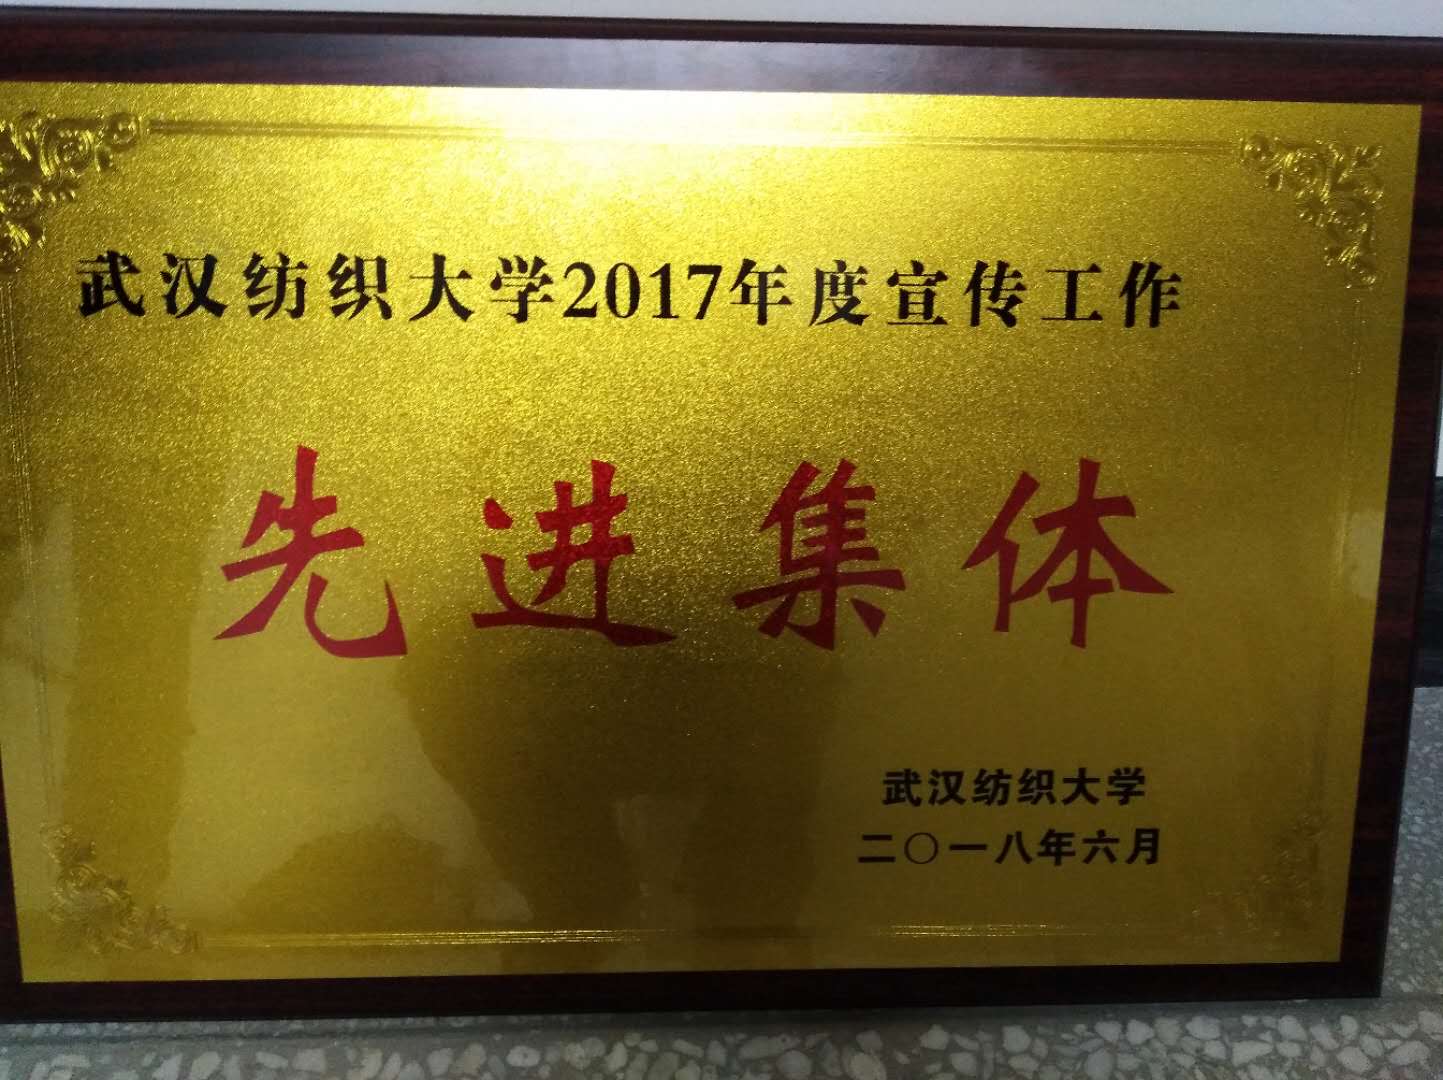 武汉纺织大学2017年度宣传工作
先进集体
武汉纺织大学
二〇一八年六月